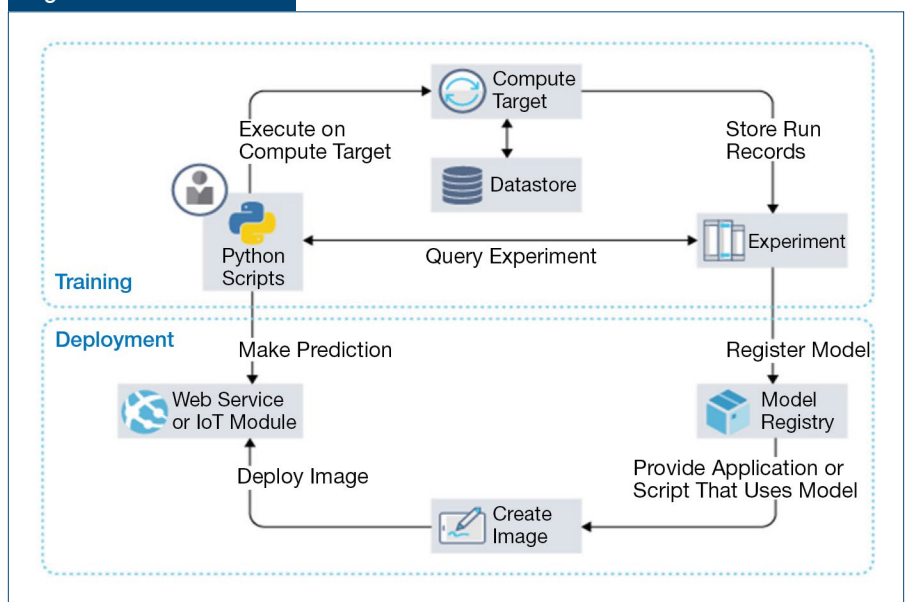 Compute
Target
Execute on
Compute Target
Store Run
Records
Datastore
Python
Scripts
Query Experiment
Experiment
Training
Deployment
Make Prediction
Register Model
Web Service
or IoT Module
Model
Registry
Deploy Image
Provide Application or
Script That Uses Model
Create
Image